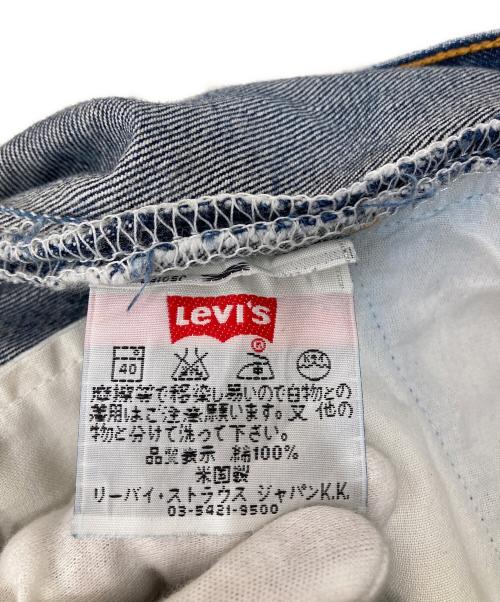 Levi's
®
40
摩擦等で移染し易いので白物との
着用はご注意願います。又 他の
物と分けて洗って下さい。
品質表示 綿100%
米国製
リーバイ・ストラウス ジャパンK.K.
03-5421-9500